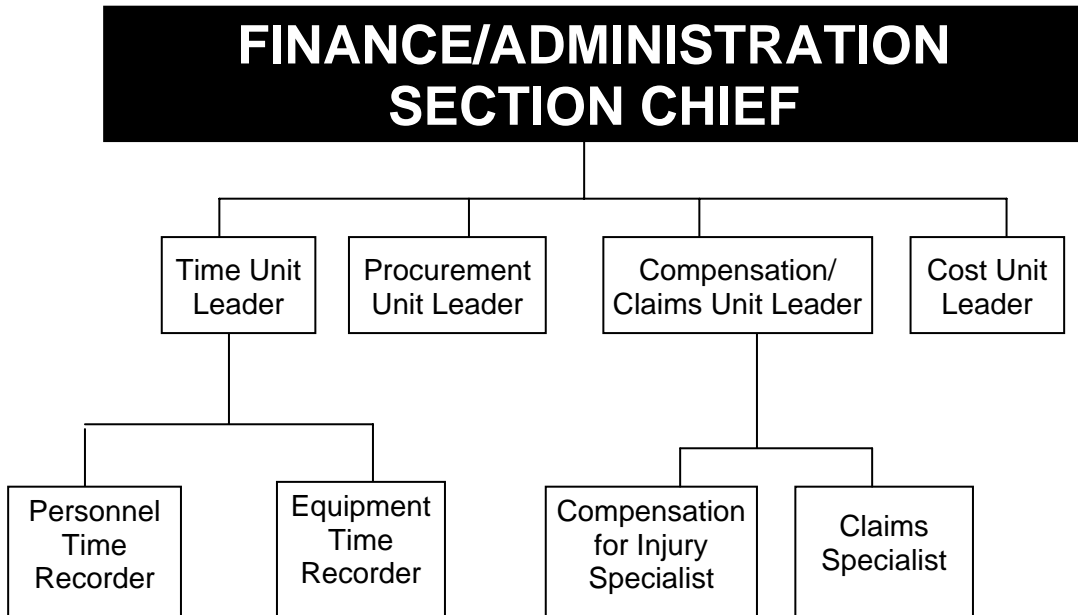 FINANCE/ADMINISTRATION
SECTION CHIEF
Time Unit
Leader
Procurement
Unit Leader
Compensation/
Claims Unit Leader
Cost Unit
Leader
Personnel
Time
Recorder
Equipment
Time
Recorder
Compensation
for Injury
Specialist
Claims
Specialist